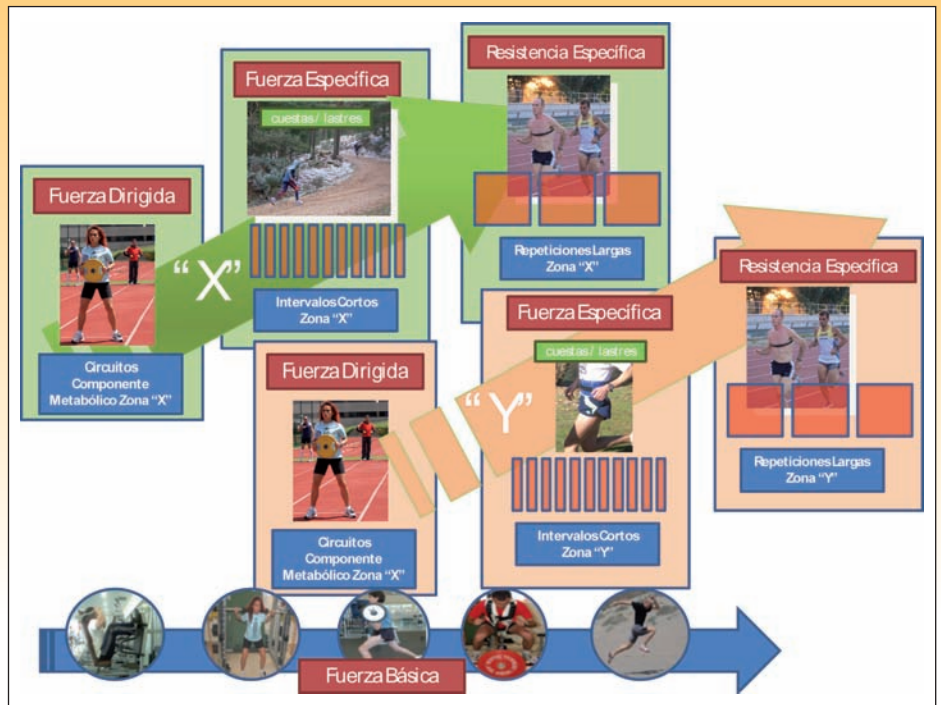 Fuerza Dirigida
Circuitos
Componente
Metabólico Zona "X"
"X"
Fuerza Específica
cuestas/ lastres
Intervalos Cortos
Zona "X"
Resistencia Específica
Repeticiones Largas
Zona "X"
Fuerza Dirigida
Circuitos
Componente
Metabólico Zona "X"
"Y"
Fuerza Específica
cuestas/ lastres
Intervalos Cortos
Zona "Y"
Resistencia Específica
Repeticiones Largas
Zona "Y"
Fuerza Básica